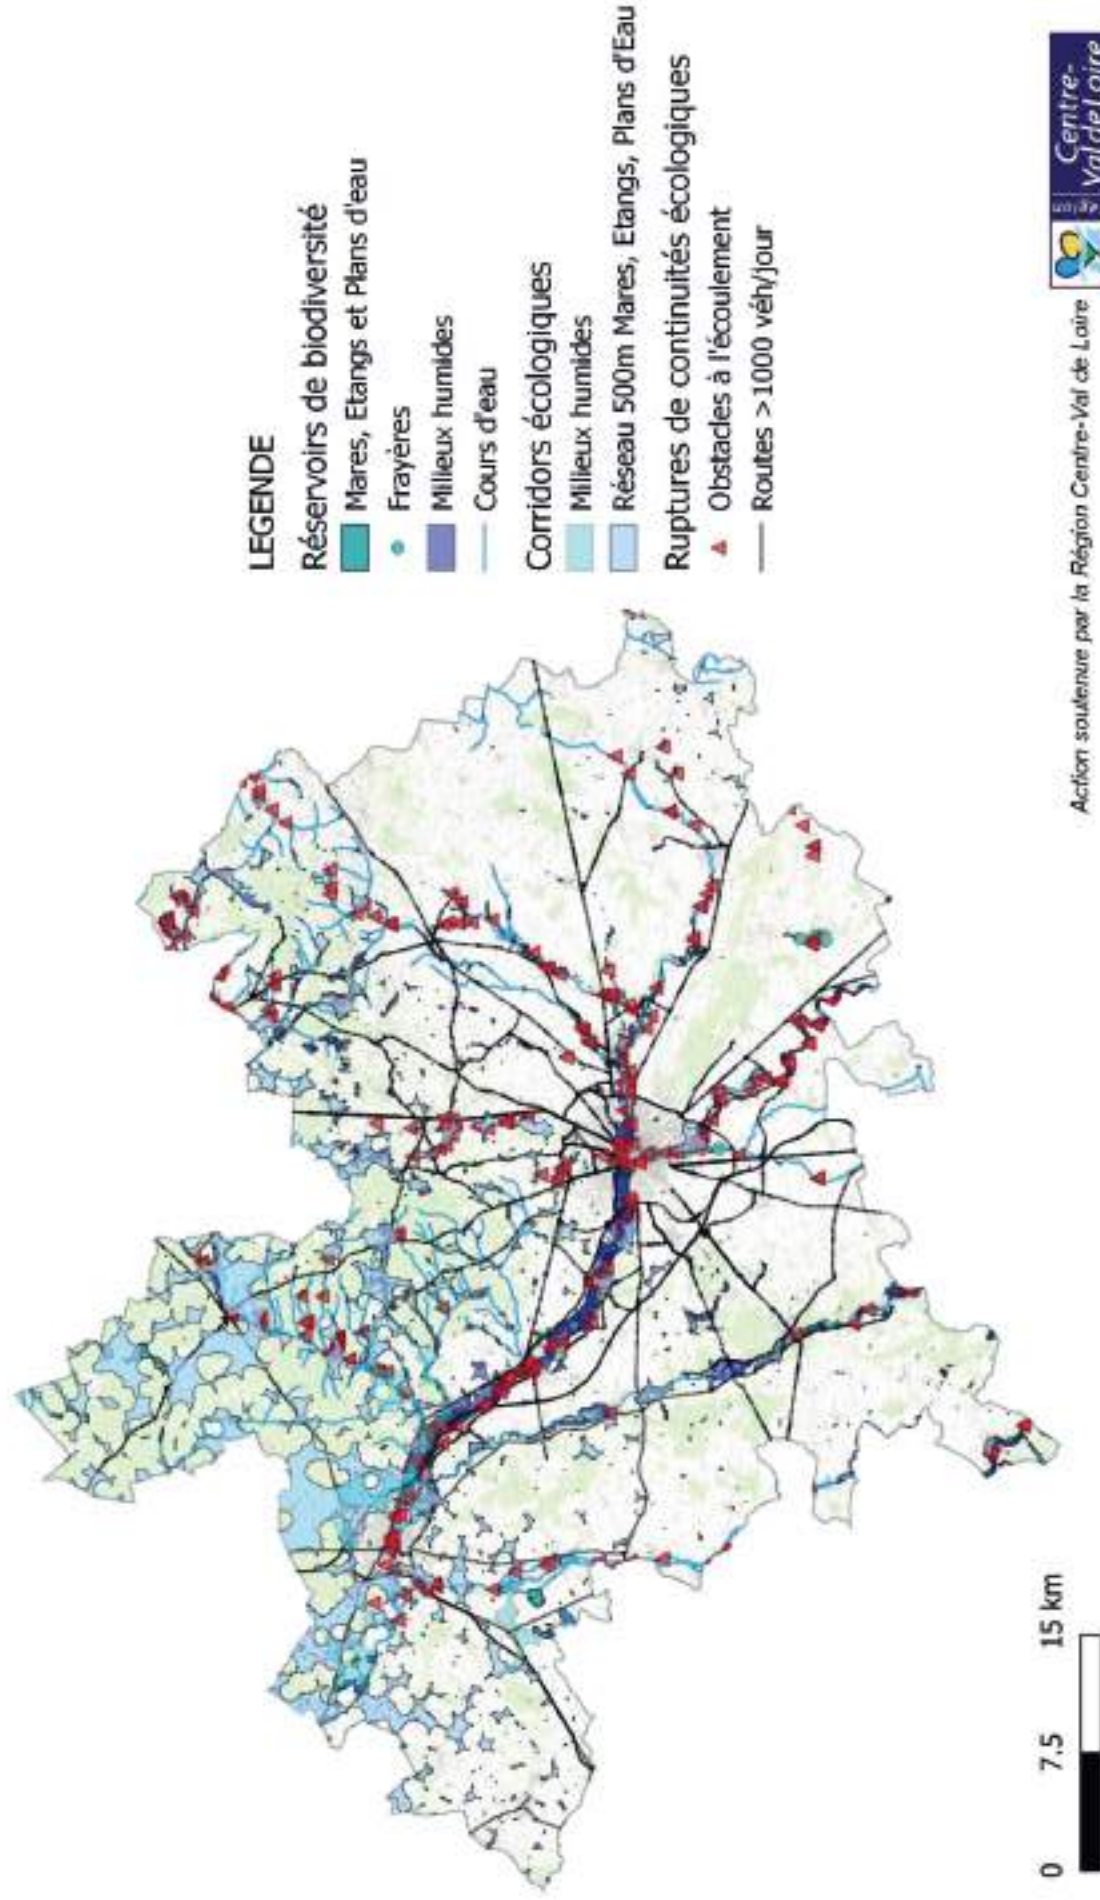 LEGENDE
Réservoirs de biodiversité
Mares, Etangs et Plans d'eau
Frayères
Milieux humides
Cours d'eau
Corridors écologiques
Milieux humides
Réseau 500m Mares, Etangs, Plans d'Eau
Ruptures de continuités écologiques
Obstacles à l'écoulement
Routes >1000 véh/jour
0 7.5 15 km
Action soutenue par la Région Centre-Val de Loire
Région
Centre-
Val de Loire